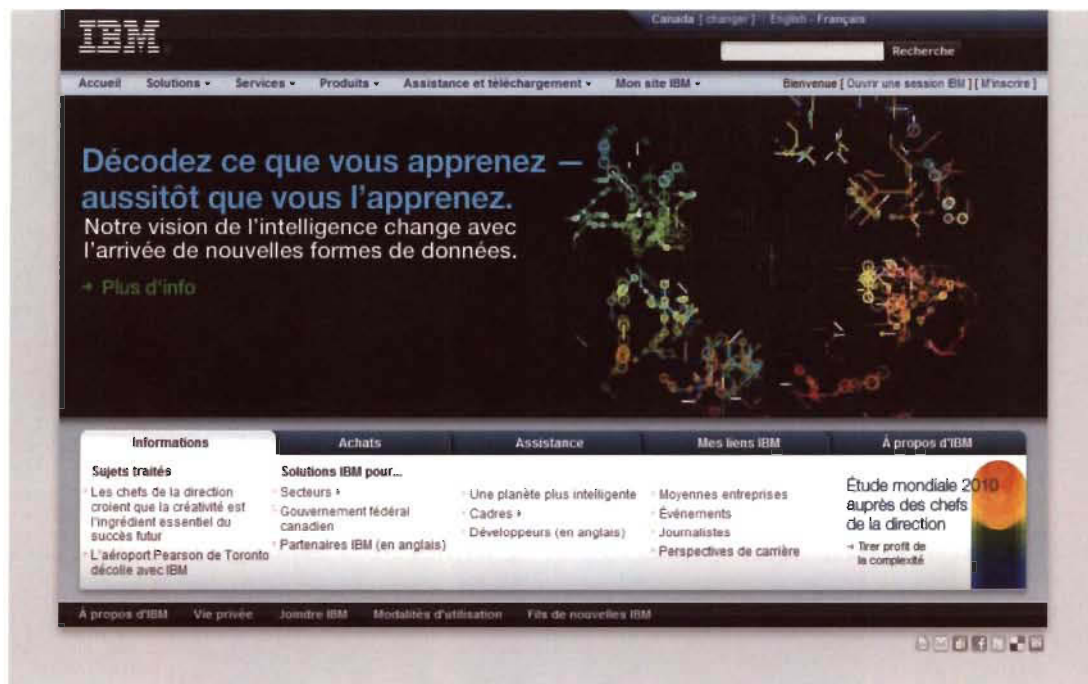 IBM
Canada [ changer ] English - Français
Recherche
Accueil Solutions Services Produits Assistance et téléchargement Mon site IBM Bienvenue [ Ouvrir une session IBM ] [ M'inscrire ]
Décodez ce que vous apprenez —
aussitôt que vous l'apprenez.
Notre vision de l'intelligence change avec
l'arrivée de nouvelles formes de données.
→ Plus d'info
Informations Achats Assistance Mes liens IBM À propos d'IBM
Sujets traités
Les chefs de la direction
croient que la créativité est
l'ingrédient essentiel du
succès futur
L'aéroport Pearson de Toronto
décolle avec IBM
Solutions IBM pour...
Secteurs
Gouvernement fédéral
canadien
Partenaires IBM (en anglais)
Une planète plus intelligente
Cadres
Développeurs (en anglais)
Moyennes entreprises
Événements
Journalistes
Perspectives de carrière
Étude mondiale 2010
auprès des chefs
de la direction
→ Tirer profit de
la complexité
À propos d'IBM Vie privée Joindre IBM Modalités d'utilisation Fils de nouvelles IBM